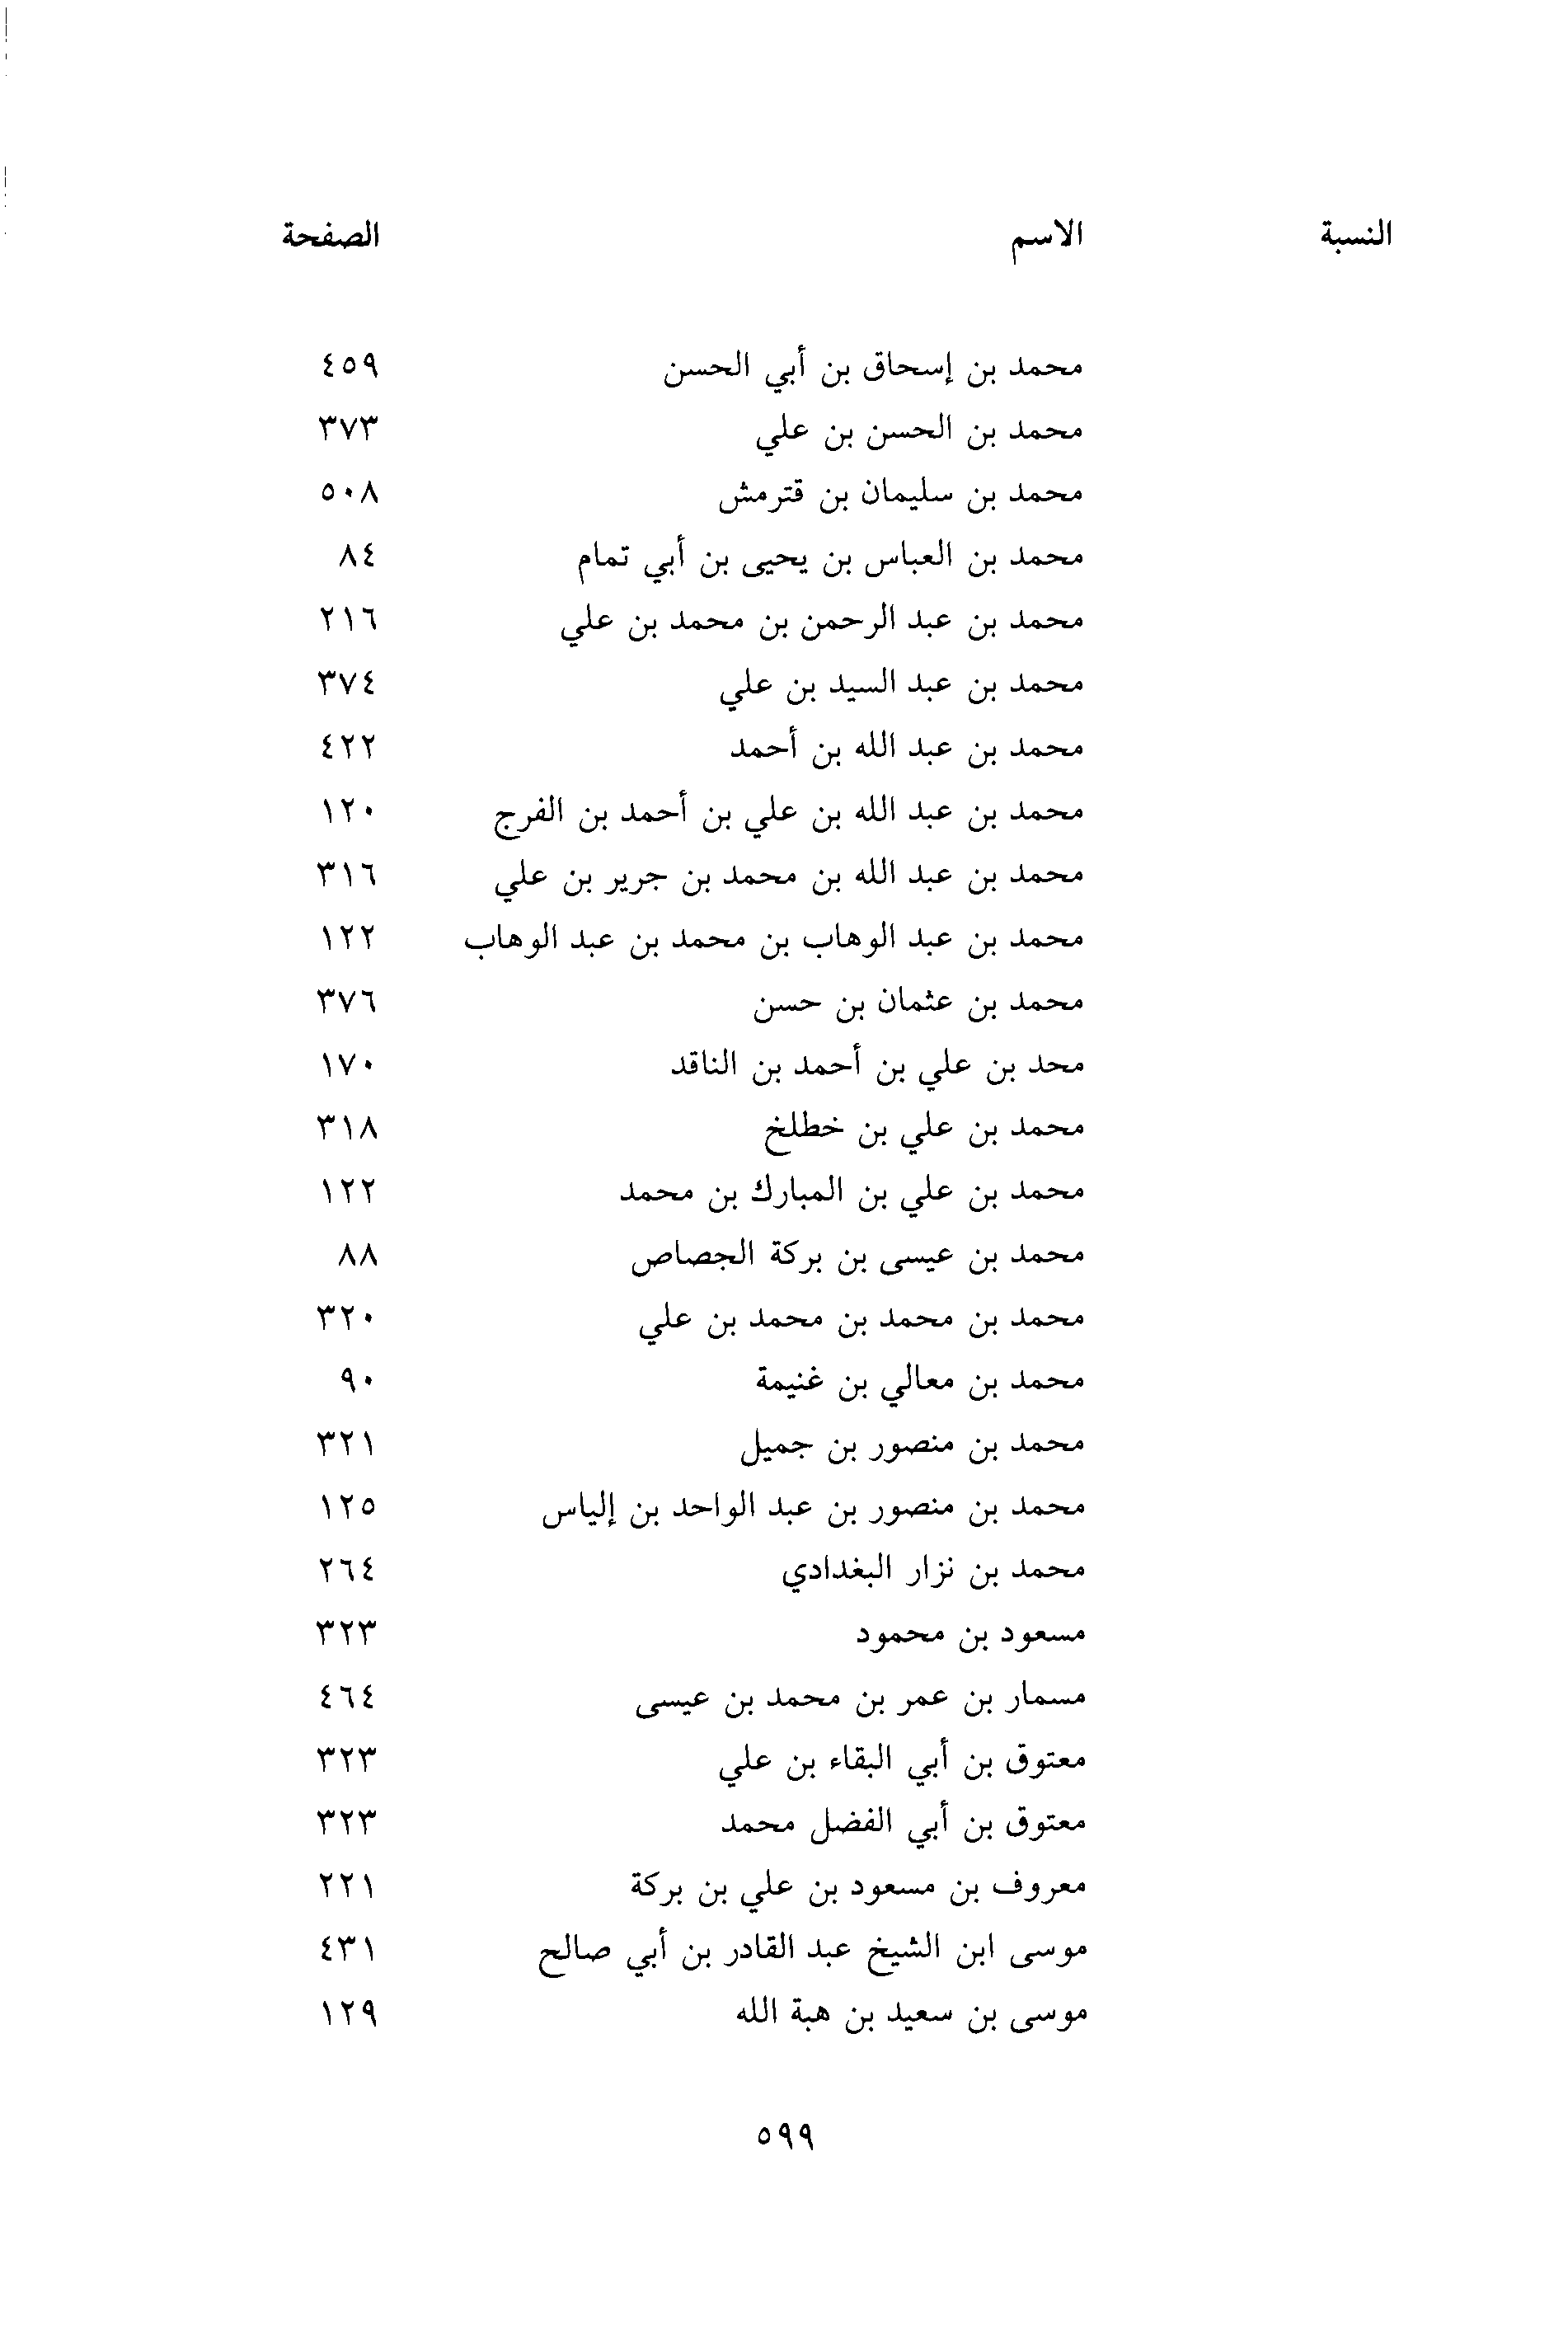 النسبة الاسم الصفحة
محمد بن إسحاق بن أبي الحسن ٤٥٩
محمد بن الحسن بن علي ٣٧٣
محمد بن سليمان بن قترمش ٥٠٨
محمد بن العباس بن يحيى بن أبي تمام ٨٤
محمد بن عبد الرحمن بن محمد بن علي ٢١٦
محمد بن عبد السيد بن علي ٣٧٤
محمد بن عبد الله بن أحمد ٤٢٢
محمد بن عبد الله بن علي بن أحمد بن الفرج ١٢٠
محمد بن عبد الله بن محمد بن جرير بن علي ٣١٦
محمد بن عبد الوهاب بن محمد بن عبد الوهاب ١٢٢
محمد بن عثمان بن حسن ٣٧٦
محد بن علي بن أحمد بن الناقد ١٧٠
محمد بن علي بن خطلخ ٣١٨
محمد بن علي بن المبارك بن محمد ١٢٢
محمد بن عيسى بن بركة الجصاص ٨٨
محمد بن محمد بن محمد بن علي ٣٢٠
محمد بن معالي بن غنيمة ٩٠
محمد بن منصور بن جميل ٣٢١
محمد بن منصور بن عبد الواحد بن إلياس ١٢٥
محمد بن نزار البغدادي ٢٦٤
مسعود بن محمود ٣٢٣
مسمار بن عمر بن محمد بن عيسى ٤٦٤
معتوق بن أبي البقاء بن علي ٣٢٣
معتوق بن أبي الفضل محمد ٣٢٣
معروف بن مسعود بن علي بن بركة ٢٢١
موسى ابن الشيخ عبد القادر بن أبي صالح ٤٣١
موسى بن سعيد بن هبة الله ١٢٩
٥٩٩